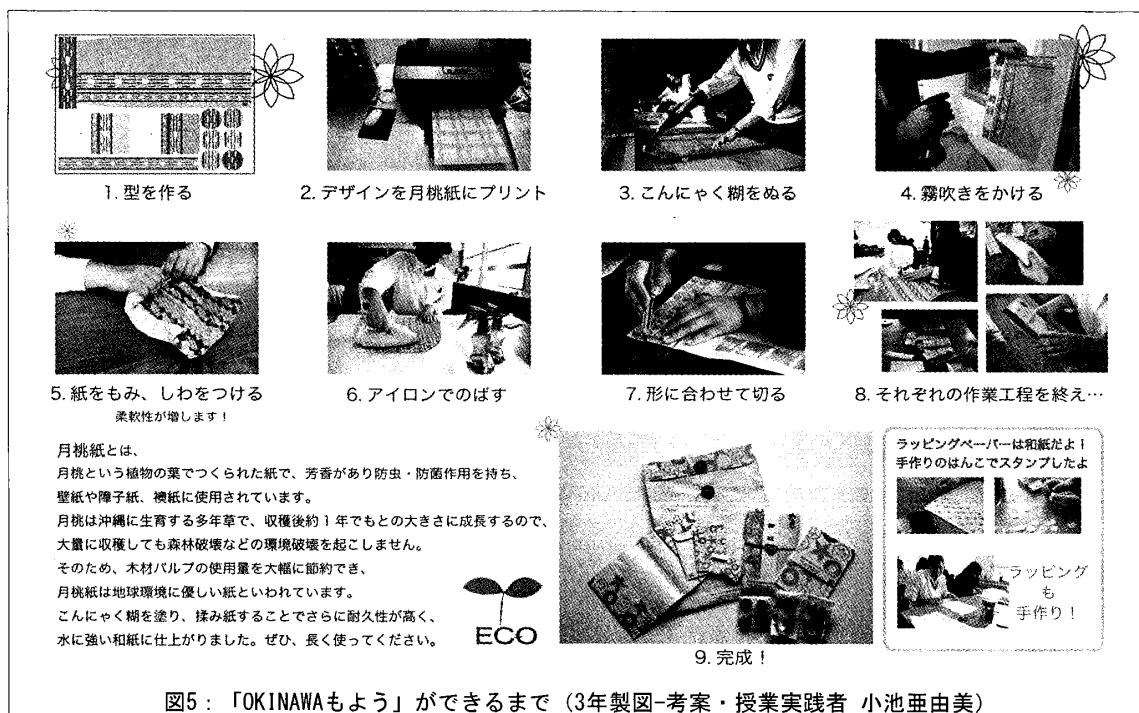 1. 型を作る
2. デザインを月桃紙にプリント
3. こんにゃく糊をぬる
4. 霧吹きをかける
5. 紙をもみ、しわをつける
柔軟性が増します！
6. アイロンでのばす
7. 形に合わせて切る
8. それぞれの作業工程を終え…
月桃紙とは、
月桃という植物の葉でつくられた紙で、芳香があり防虫・防菌作用を持ち、
壁紙や障子紙、襖紙に使用されています。
月桃は沖縄に生育する多年草で、収穫後約1年でもとの大きさに成長するので、
大量に収穫しても森林破壊などの環境破壊を起こしません。
そのため、木材パルプの使用量を大幅に節約でき、
月桃紙は地球環境に優しい紙といわれています。
こんにゃく糊を塗り、揉み紙することでさらに耐久性が高く、
水に強い和紙に仕上がりました。ぜひ、長く使ってください。
ECO
9. 完成！
ラッピングペーパーは和紙だよ！
手作りのはんこでスタンプしたよ
ラッピング
も
手作り！
図5：「OKINAWAもよう」ができるまで（3年製図-考案・授業実践者 小池亜由美）